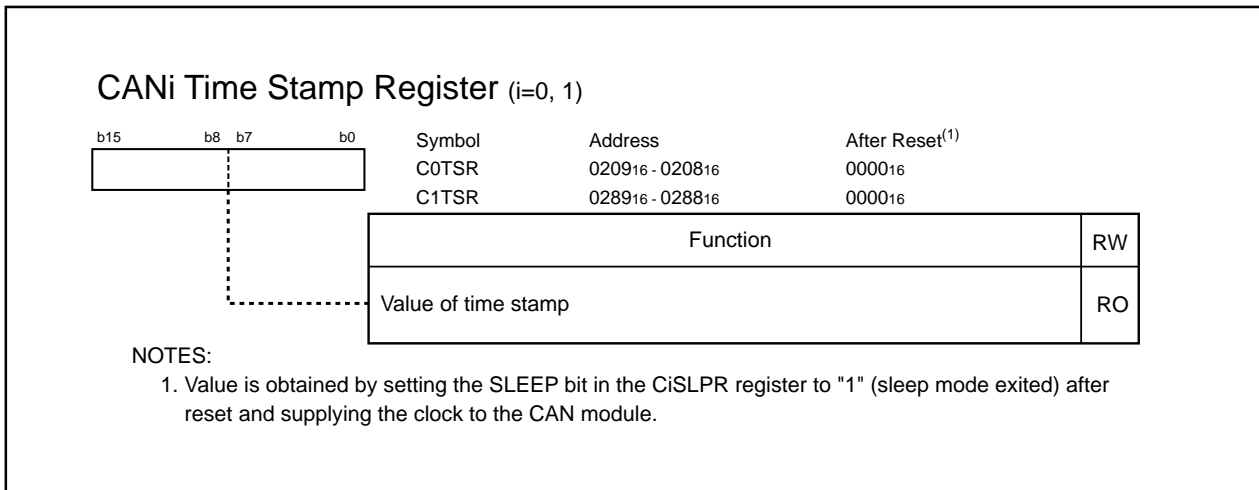 CANi Time Stamp Register (i=0, 1)
b15 b8 b7 b0
Symbol Address After Reset(1)
C0TSR 020916 - 020816 000016
C1TSR 028916 - 028816 000016
Function RW
Value of time stamp RO
NOTES:
1. Value is obtained by setting the SLEEP bit in the CiSLPR register to "1" (sleep mode exited) after
reset and supplying the clock to the CAN module.